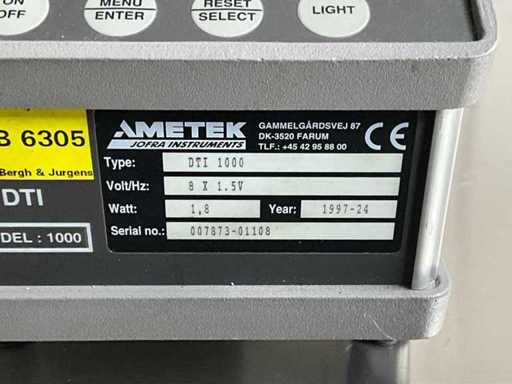 ON
OFF
MENU
ENTER
RESET
SELECT
LIGHT
B 6305
Bergh & Jurgens
DTI
DEL : 1000
AMETEK
JOFRA INSTRUMENTS
GAMMELGÅRDSVEJ 87
DK-3520 FARUM
TLF.: +45 42 95 88 00
CE
Type: DTI 1000
Volt/Hz: 8 X 1.5V
Watt: 1,8 Year: 1997-24
Serial no.: 007873-01108